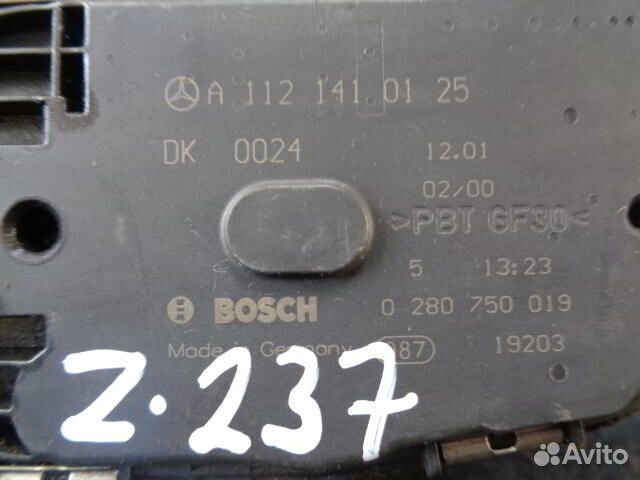 A 112 141 01 25
DK 0024 12.01
02/00
>PBT GF30<
5 13:23
BOSCH 0 280 750 019
Made in Germany 087 19203
Z.237
Avito